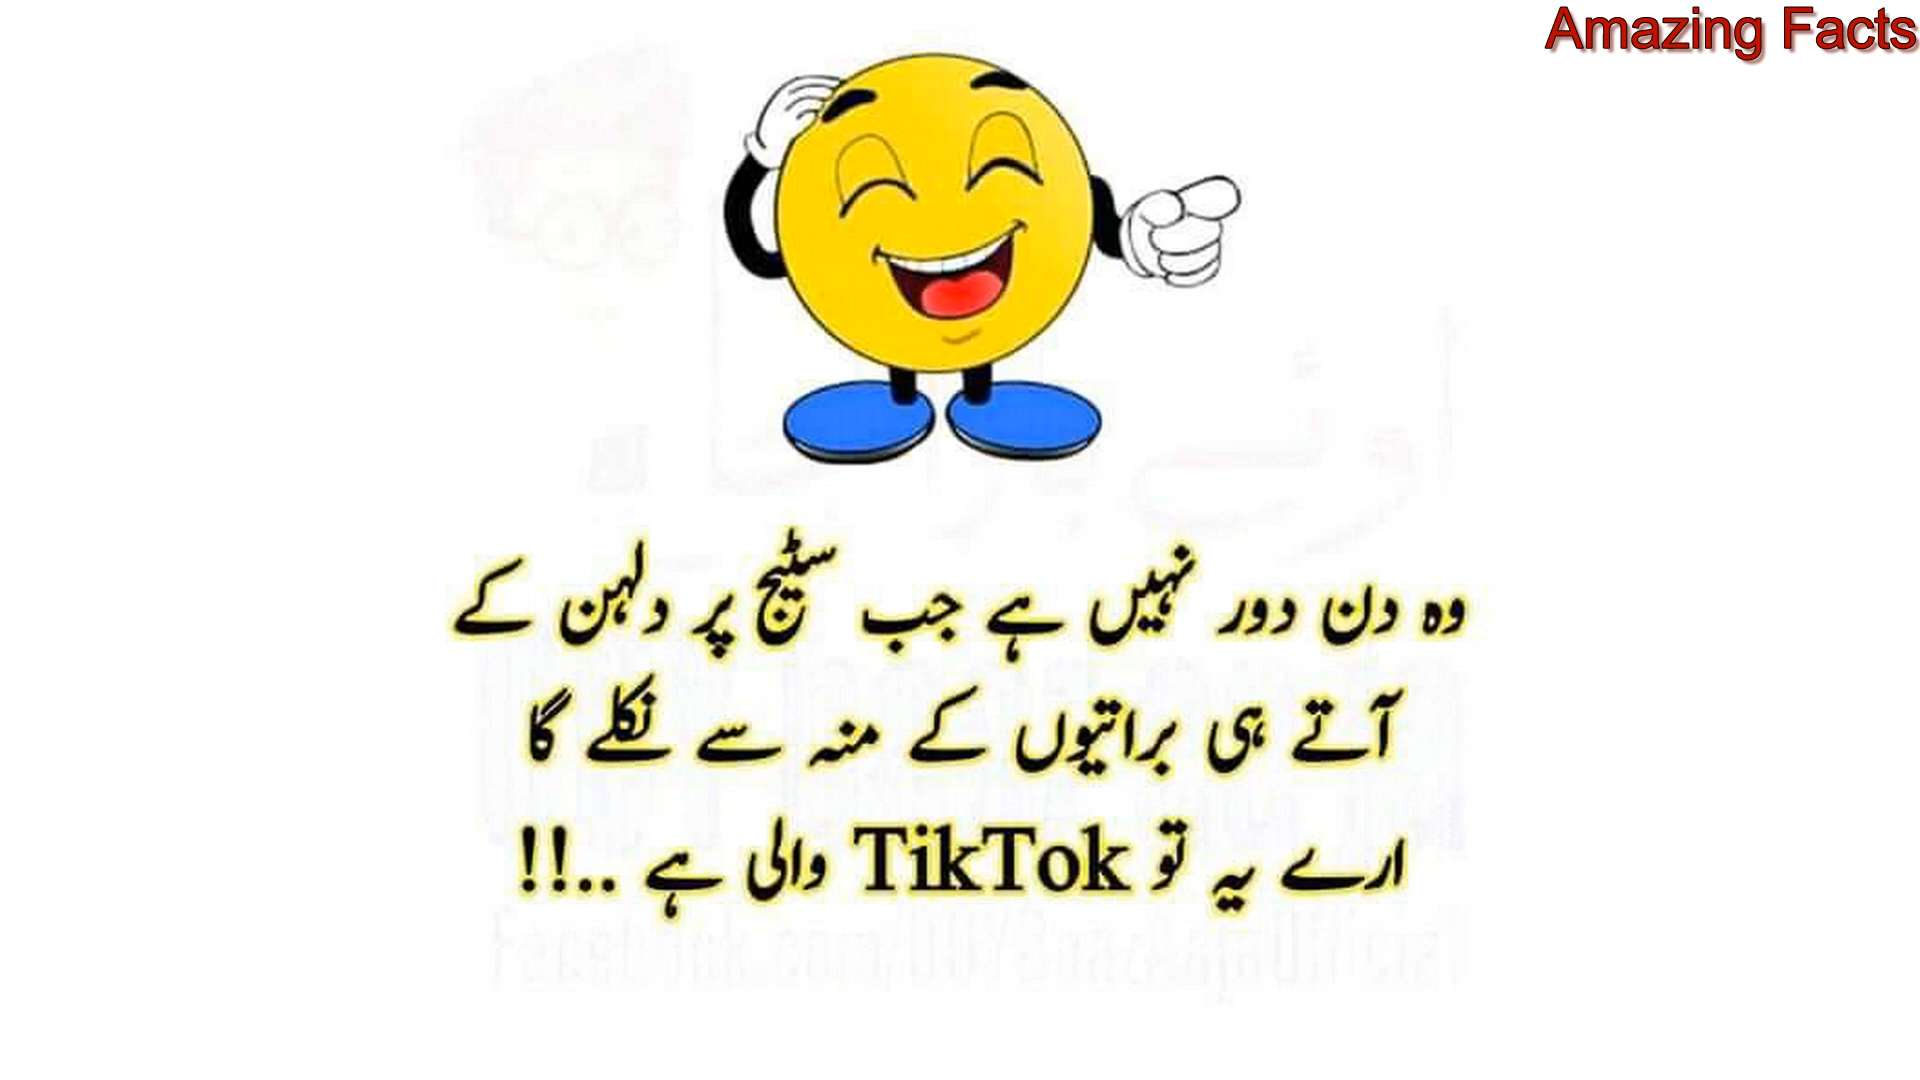 Amazing Facts
وہ دن دور نہیں ہے جب سٹیج پر دلہن کے
آتے ہی براتیوں کے منہ سے نکلے گا
ارے یہ تو TikTok والی ہے ..!!